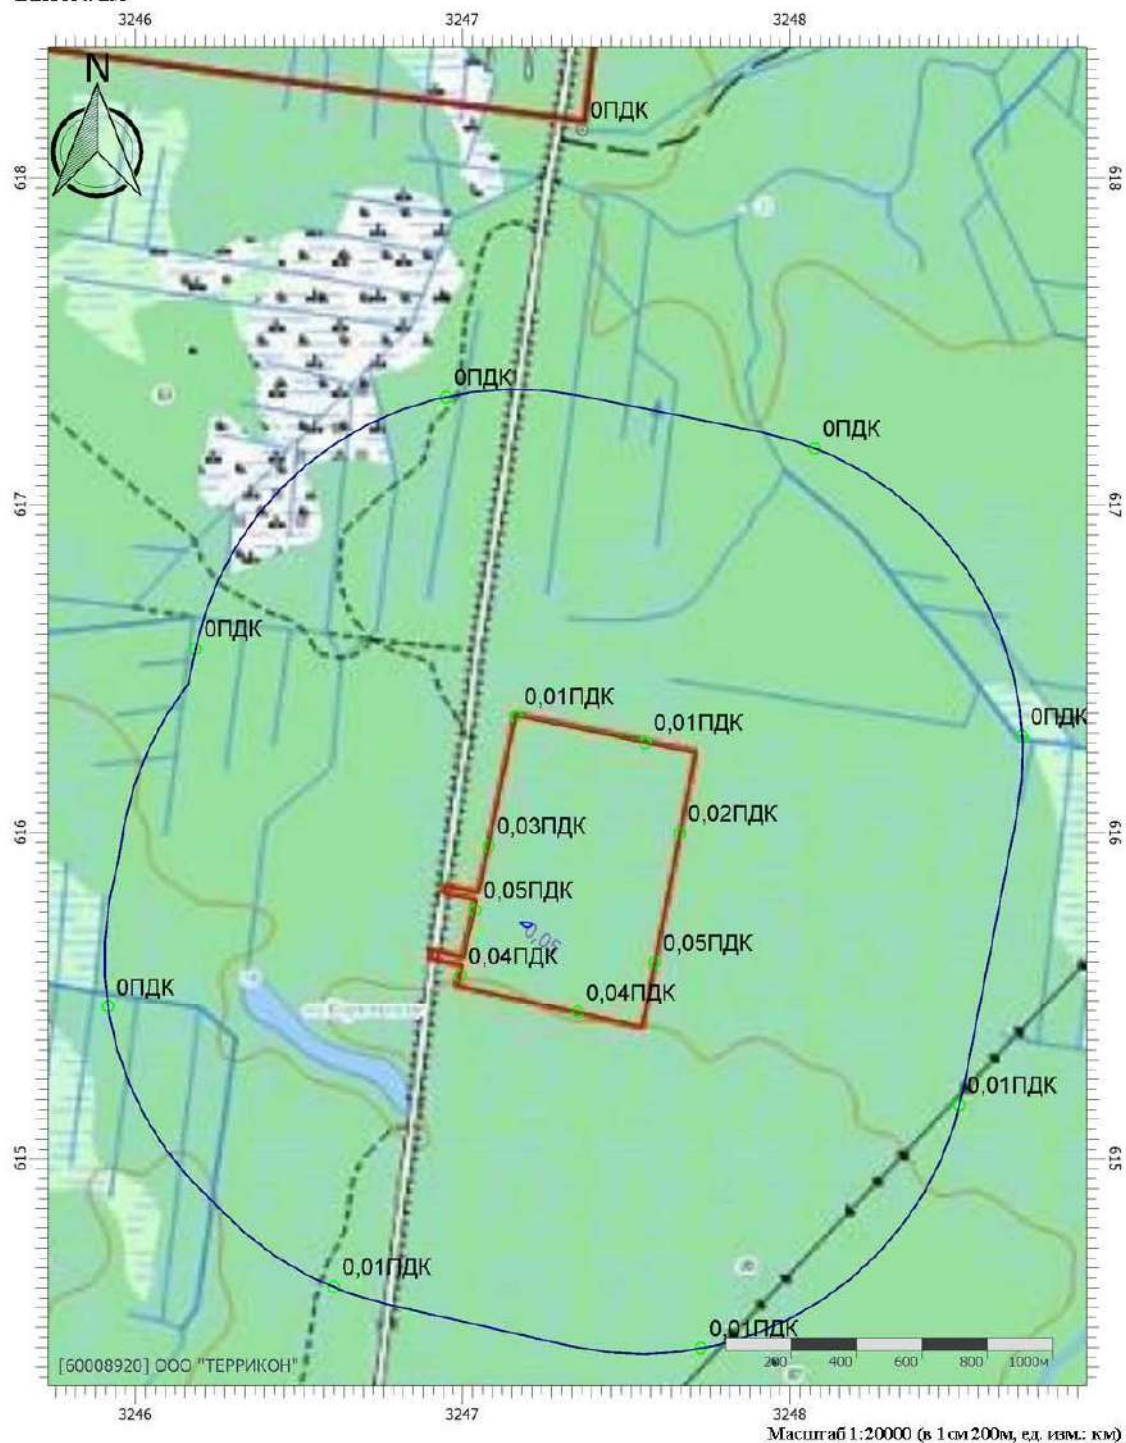 3246 3247 3248
N
0ПДК
618 618
0ПДК
0ПДК
617 617
0ПДК
0,01ПДК
0,01ПДК
0ПДК
0,03ПДК
0,02ПДК
616 616
0,05ПДК
0,05
0,05ПДК
0,04ПДК
0ПДК
0,04ПДК
0,01ПДК
615 615
0,01ПДК
0,01ПДК
200 400 600 800 1000м
[60008920] ООО "ТЕРРИКОН"
3246 3247 3248
Масштаб 1:20000 (в 1см 200м, ед. изм.: км)